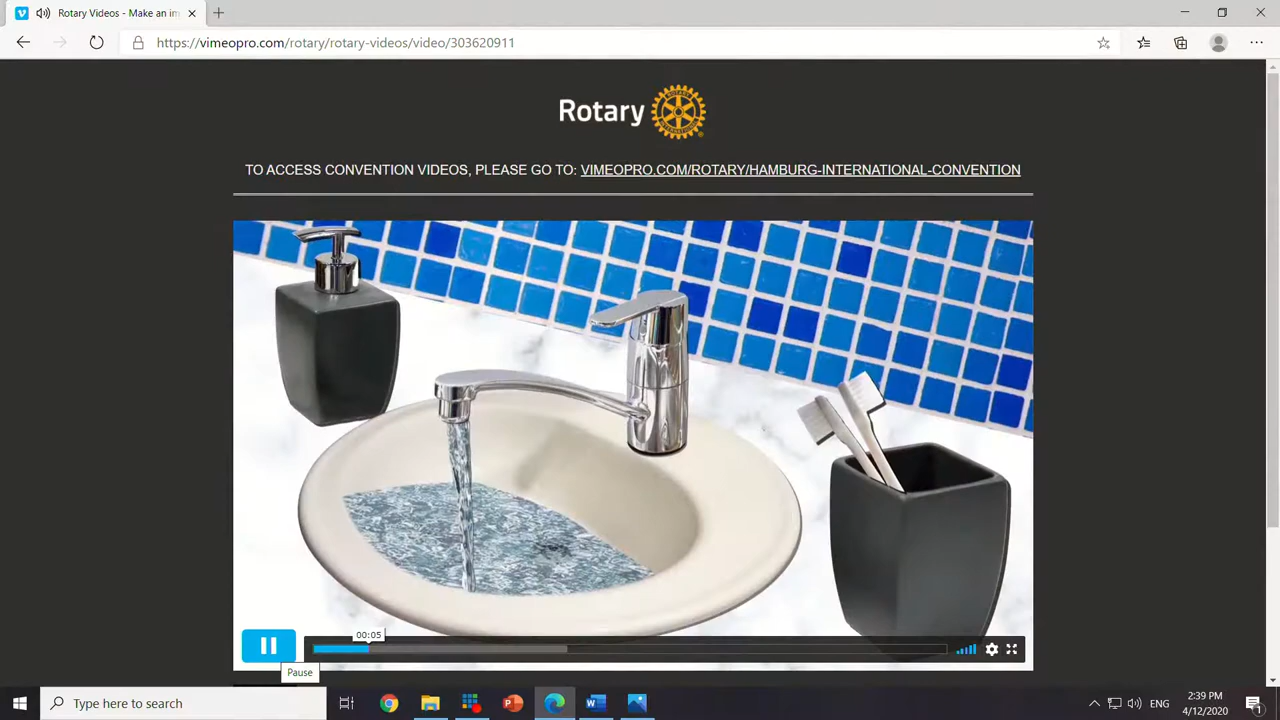 Rotary Videos - Make an im
https://vimeopro.com/rotary/rotary-videos/video/303620911
Rotary
TO ACCESS CONVENTION VIDEOS, PLEASE GO TO: VIMEOPRO.COM/ROTARY/HAMBURG-INTERNATIONAL-CONVENTION
00:05
Pause
Type here to search
ENG
2:39 PM
4/12/2020